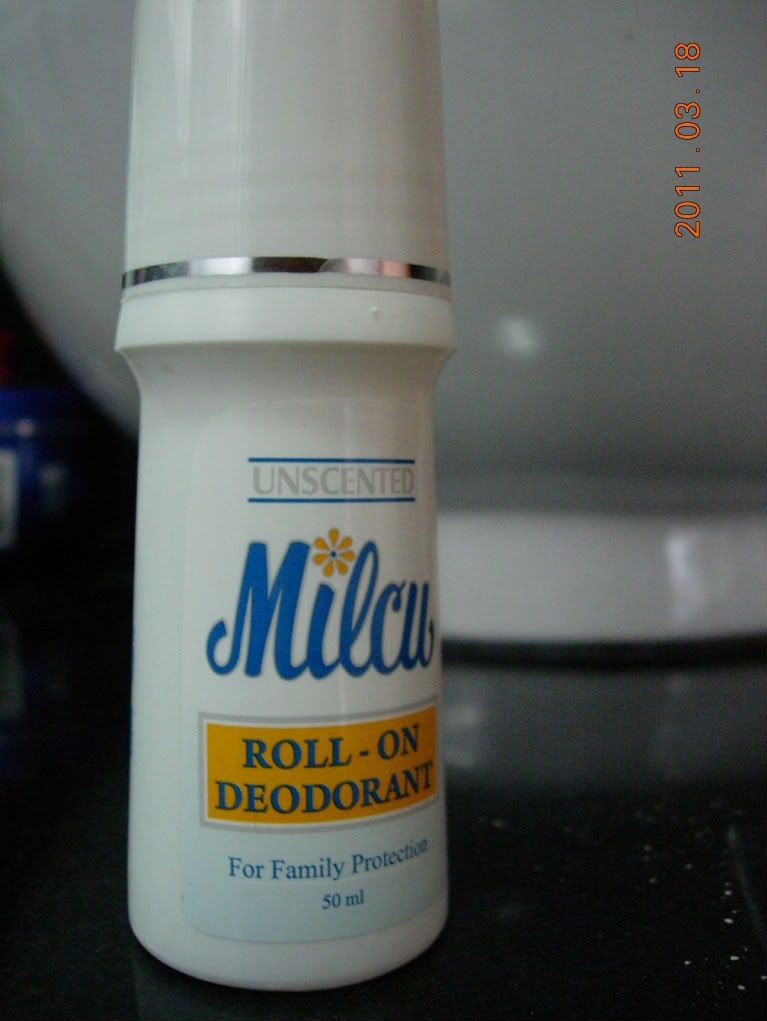 UNSCENTED
Milcu
ROLL-ON
DEODORANT
For Family Protection
50 ml
2011.03.18